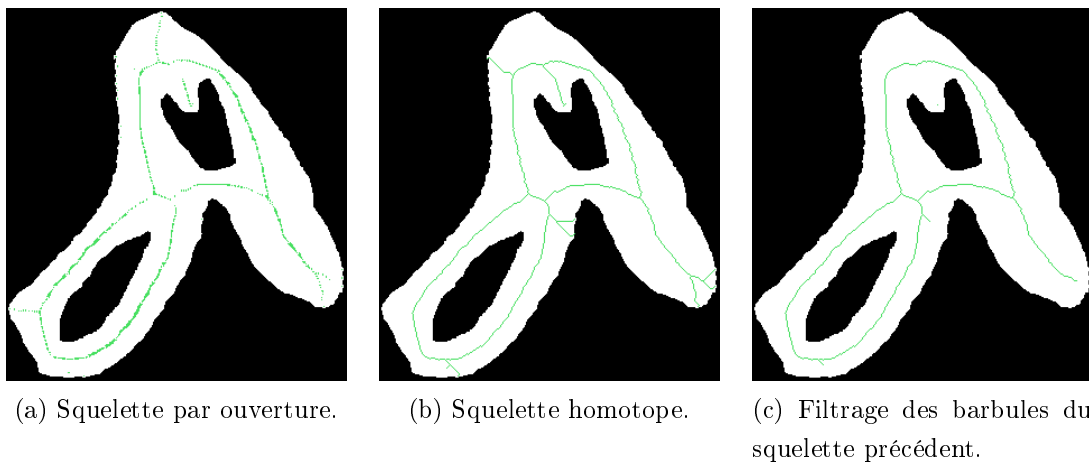 (a) Squelette par ouverture.
(b) Squelette homotope.
(c) Filtrage des barbules du
squelette précédent.